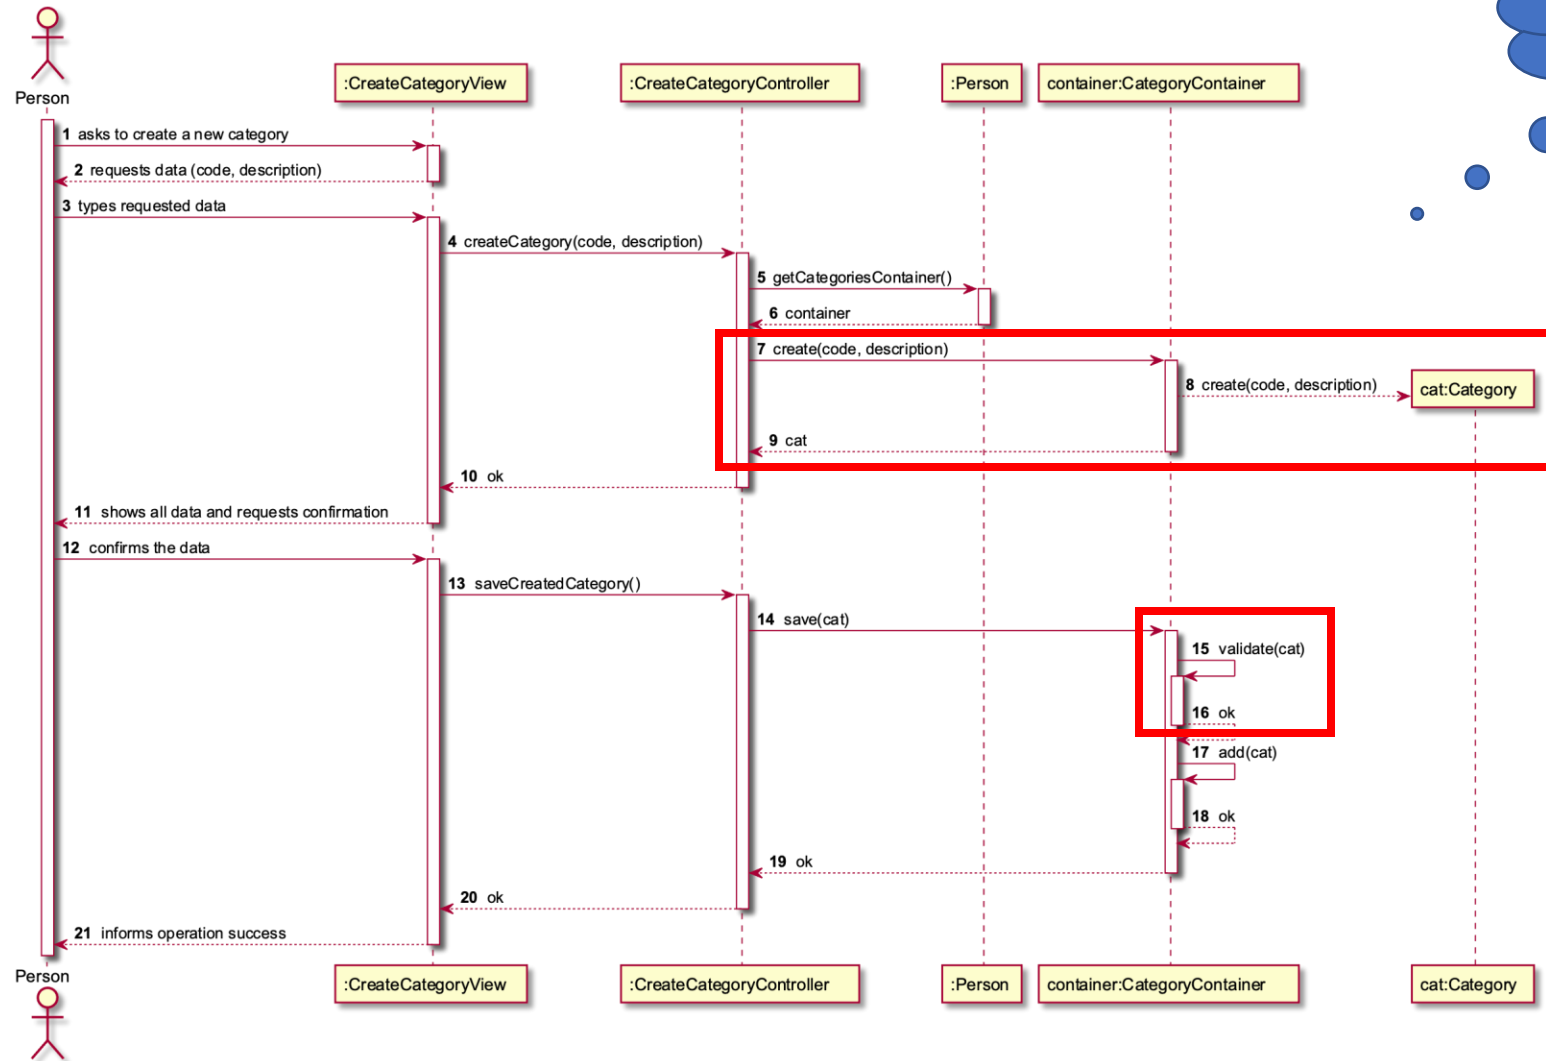 Person
:CreateCategoryView
:CreateCategoryController
:Person
container:CategoryContainer
1 asks to create a new category
2 requests data (code, description)
3 types requested data
4 createCategory(code, description)
5 getCategoriesContainer()
6 container
7 create(code, description)
8 create(code, description)
cat:Category
9 cat
10 ok
11 shows all data and requests confirmation
12 confirms the data
13 saveCreatedCategory()
14 save(cat)
15 validate(cat)
16 ok
17 add(cat)
18 ok
19 ok
20 ok
21 informs operation success
Person
:CreateCategoryView
:CreateCategoryController
:Person
container:CategoryContainer
cat:Category